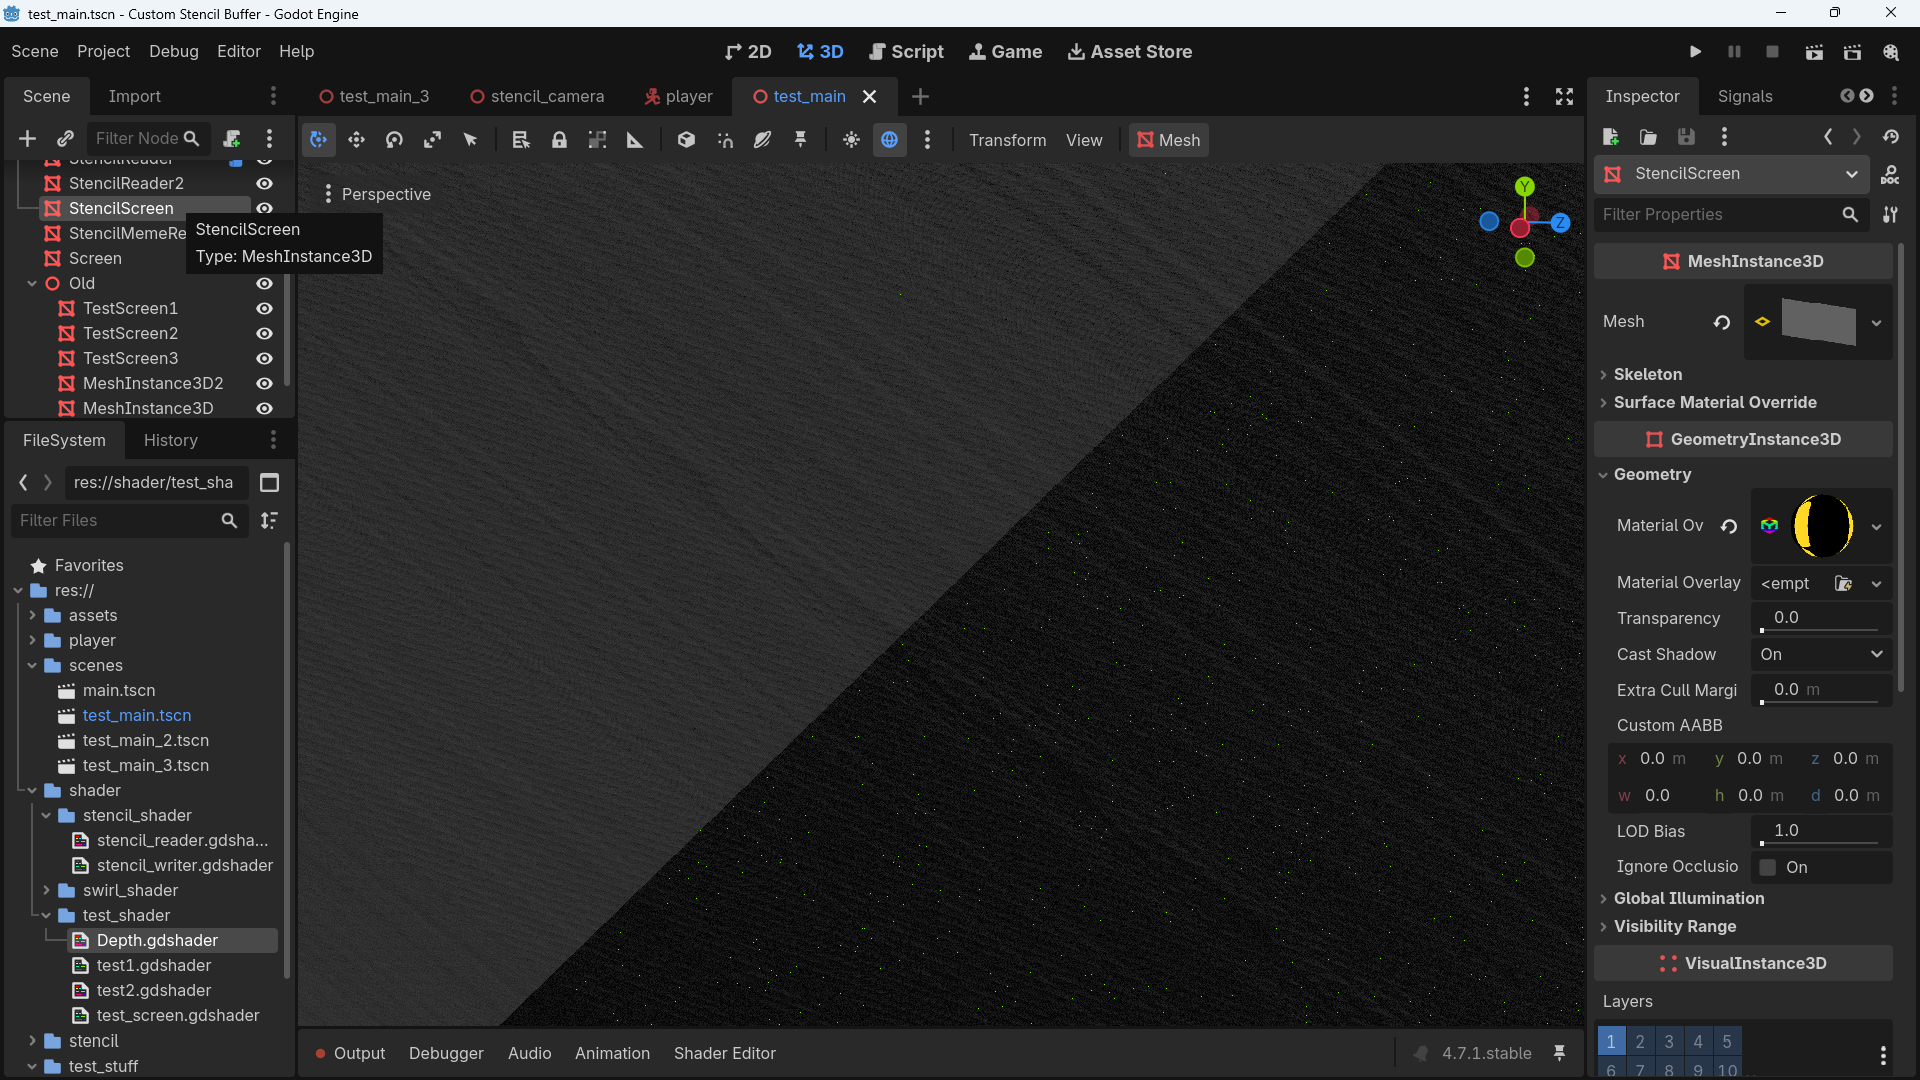 test_main.tscn - Custom Stencil Buffer - Godot Engine
Scene Project Debug Editor Help
2D 3D Script Game Asset Store
Scene Import
test_main_3 stencil_camera player test_main
Filter Node
Transform View Mesh
Perspective
StencilReader
StencilReader2
StencilScreen
StencilMemeRe
Screen
Old
TestScreen1
TestScreen2
TestScreen3
MeshInstance3D2
MeshInstance3D
StencilScreen
Type: MeshInstance3D
Y
Z
FileSystem History
res://shader/test_sha
Filter Files
Favorites
res://
assets
player
scenes
main.tscn
test_main.tscn
test_main_2.tscn
test_main_3.tscn
shader
stencil_shader
stencil_reader.gdsha...
stencil_writer.gdshader
swirl_shader
test_shader
Depth.gdshader
test1.gdshader
test2.gdshader
test_screen.gdshader
stencil
test_stuff
Output Debugger Audio Animation Shader Editor
4.7.1.stable
Inspector Signals
StencilScreen
DOC
Filter Properties
MeshInstance3D
Mesh
Skeleton
Surface Material Override
GeometryInstance3D
Geometry
Material Ov
Material Overlay <empt
Transparency 0.0
Cast Shadow On
Extra Cull Margi 0.0 m
Custom AABB
x 0.0 m y 0.0 m z 0.0 m
w 0.0 h 0.0 m d 0.0 m
LOD Bias 1.0
Ignore Occlusio On
Global Illumination
Visibility Range
VisualInstance3D
Layers
1 2 3 4 5
6 7 8 9 10